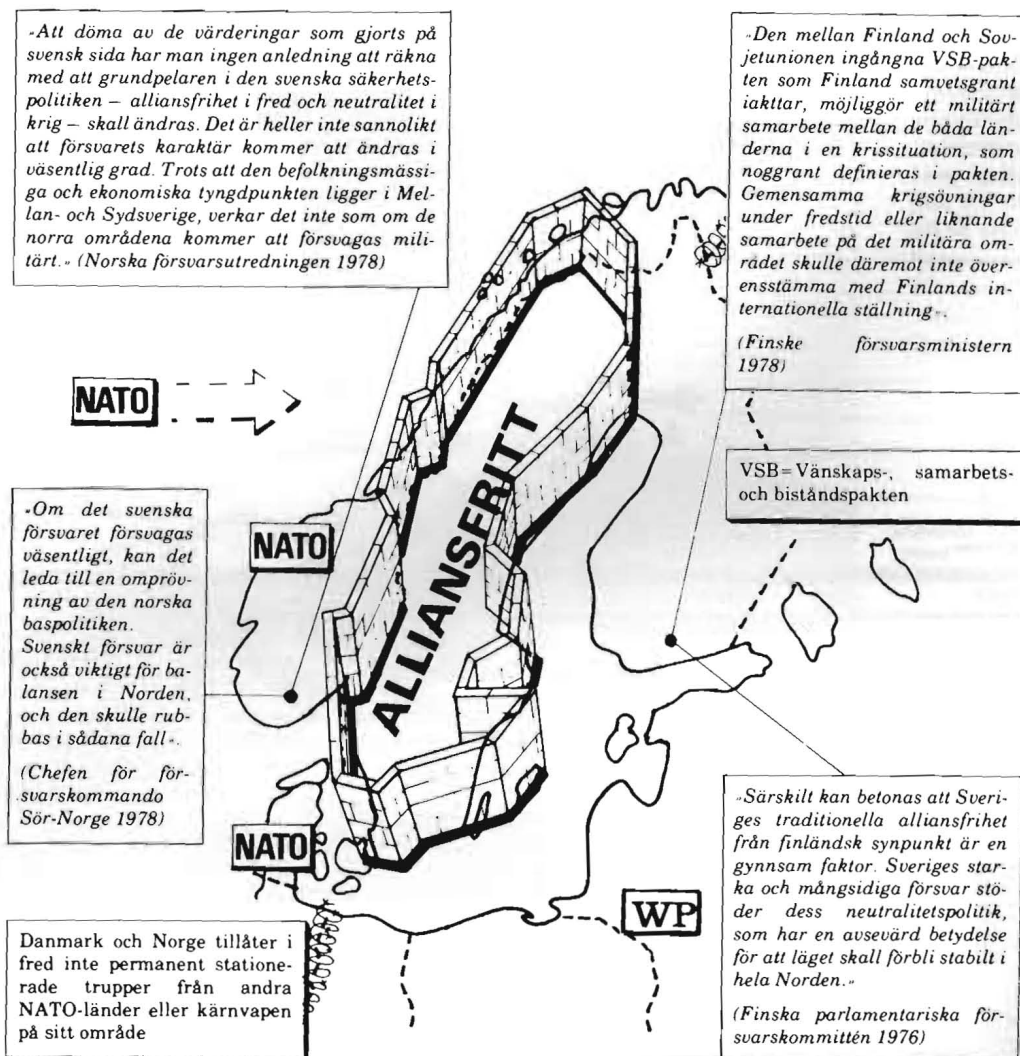 »Att döma av de värderingar som gjorts på
svensk sida har man ingen anledning att räkna
med att grundpelaren i den svenska säkerhets-
politiken – alliansfrihet i fred och neutralitet i
krig – skall ändras. Det är heller inte sannolikt
att försvarets karaktär kommer att ändras i
väsentlig grad. Trots att den befolkningsmässi-
ga och ekonomiska tyngdpunkten ligger i Mel-
lan- och Sydsverige, verkar det inte som om de
norra områdena kommer att försvagas mili-
tärt.» (Norska försvarsutredningen 1978)
»Den mellan Finland och Sov-
jetunionen ingångna VSB-pak-
ten som Finland samvetsgrant
iakttar, möjliggör ett militärt
samarbete mellan de båda län-
derna i en krissituation, som
noggrant definieras i pakten.
Gemensamma krigsövningar
under fredstid eller liknande
samarbete på det militära om-
rådet skulle däremot inte över-
ensstämma med Finlands in-
ternationella ställning».
(Finske försvarsministern
1978)
VSB=Vänskaps-, samarbets-
och biståndspakten
NATO
»Om det svenska
försvaret försvagas
väsentligt, kan det
leda till en ompröv-
ning av den norska
baspolitiken.
Svenskt försvar är
också viktigt för ba-
lansen i Norden,
och den skulle rub-
bas i sådana fall».
(Chefen för för-
svarskommando
Sör-Norge 1978)
NATO
ALLIANSFRITT
NATO
WP
Danmark och Norge tillåter i
fred inte permanent statione-
rade trupper från andra
NATO-länder eller kärnvapen
på sitt område
»Särskilt kan betonas att Sveri-
ges traditionella alliansfrihet
från finländsk synpunkt är en
gynnsam faktor. Sveriges star-
ka och mångsidiga försvar stö-
der dess neutralitetspolitik,
som har en avsevärd betydelse
för att läget skall förbli stabilt i
hela Norden.»
(Finska parlamentariska för-
svarskommittén 1976)